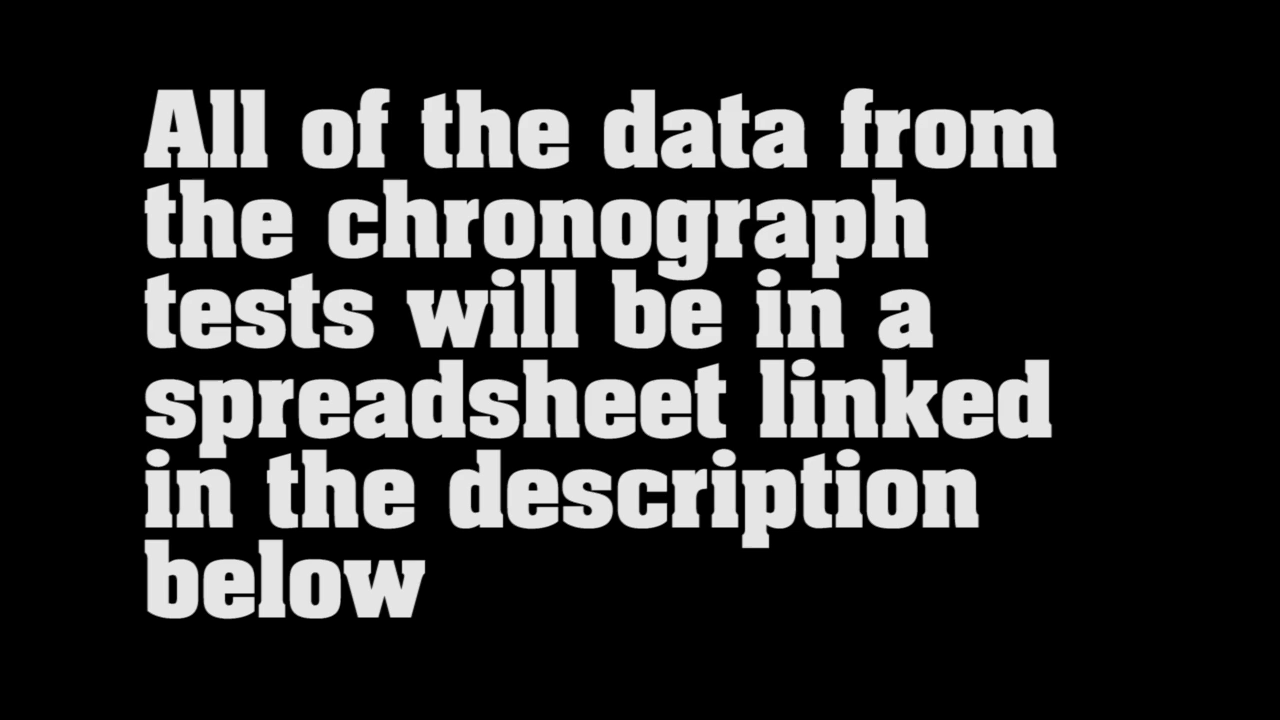 All of the data from
the chronograph
tests will be in a
spreadsheet linked
in the description
below